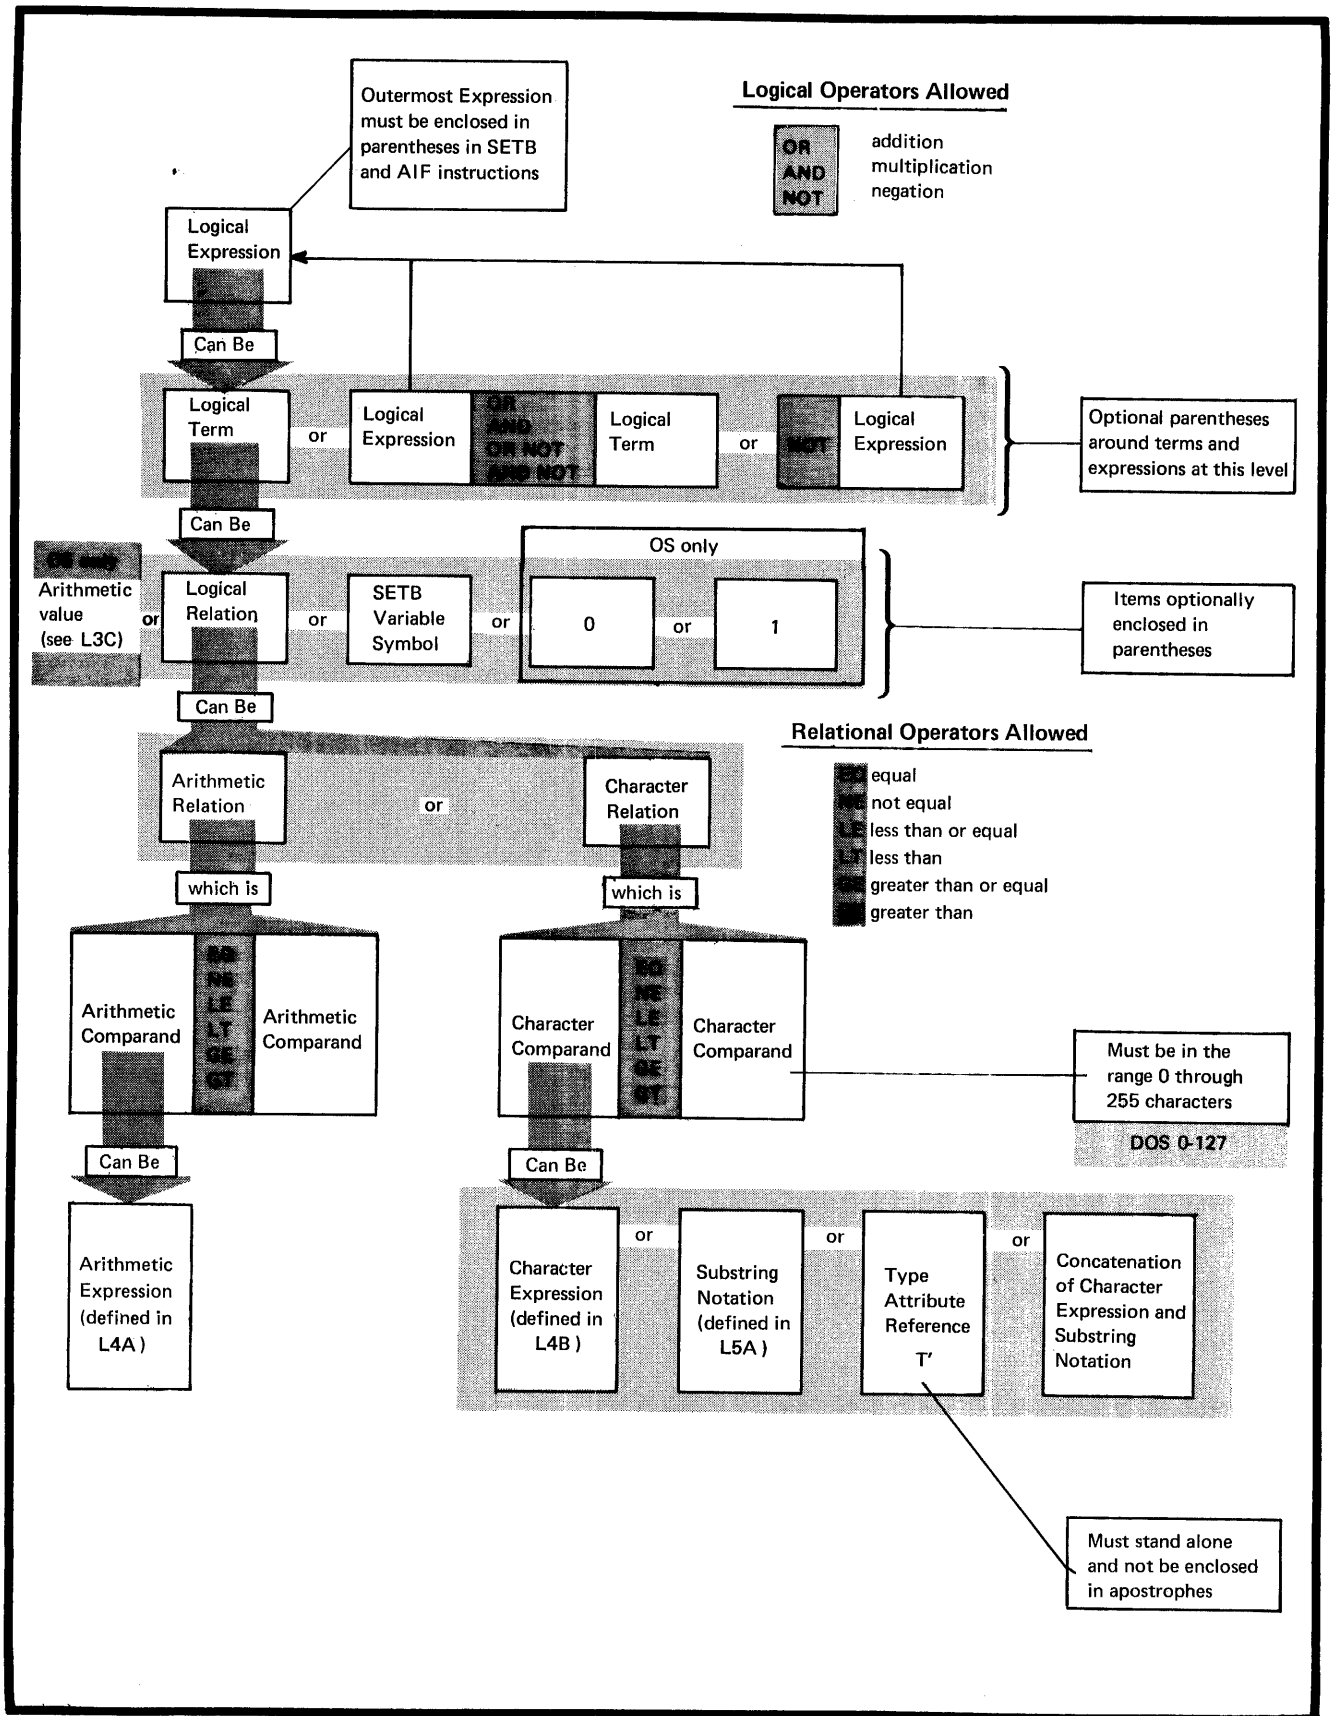 Outermost Expression
must be enclosed in
parentheses in SETB
and AIF instructions
Logical Operators Allowed
OR addition
AND multiplication
NOT negation
Logical
Expression
Can Be
Logical
Term
or
Logical
Expression
OR
AND
OR NOT
AND NOT
Logical
Term
or
NOT
Logical
Expression
Optional parentheses
around terms and
expressions at this level
Can Be
OS only
Arithmetic
value
(see L3C)
or
Logical
Relation
or
SETB
Variable
Symbol
or
OS only
0
or
1
Items optionally
enclosed in
parentheses
Can Be
Arithmetic
Relation
or
Character
Relation
Relational Operators Allowed
EQ equal
NE not equal
LE less than or equal
LT less than
GE greater than or equal
greater than
which is
which is
Arithmetic
Comparand
EQ
NE
LE
LT
GE
GT
Arithmetic
Comparand
Character
Comparand
EQ
NE
LE
LT
GE
GT
Character
Comparand
Must be in the
range 0 through
255 characters
DOS 0-127
Can Be
Can Be
Arithmetic
Expression
(defined in
L4A )
Character
Expression
(defined in
L4B )
or
Substring
Notation
(defined in
L5A )
or
Type
Attribute
Reference
T'
or
Concatenation
of Character
Expression and
Substring
Notation
Must stand alone
and not be enclosed
in apostrophes